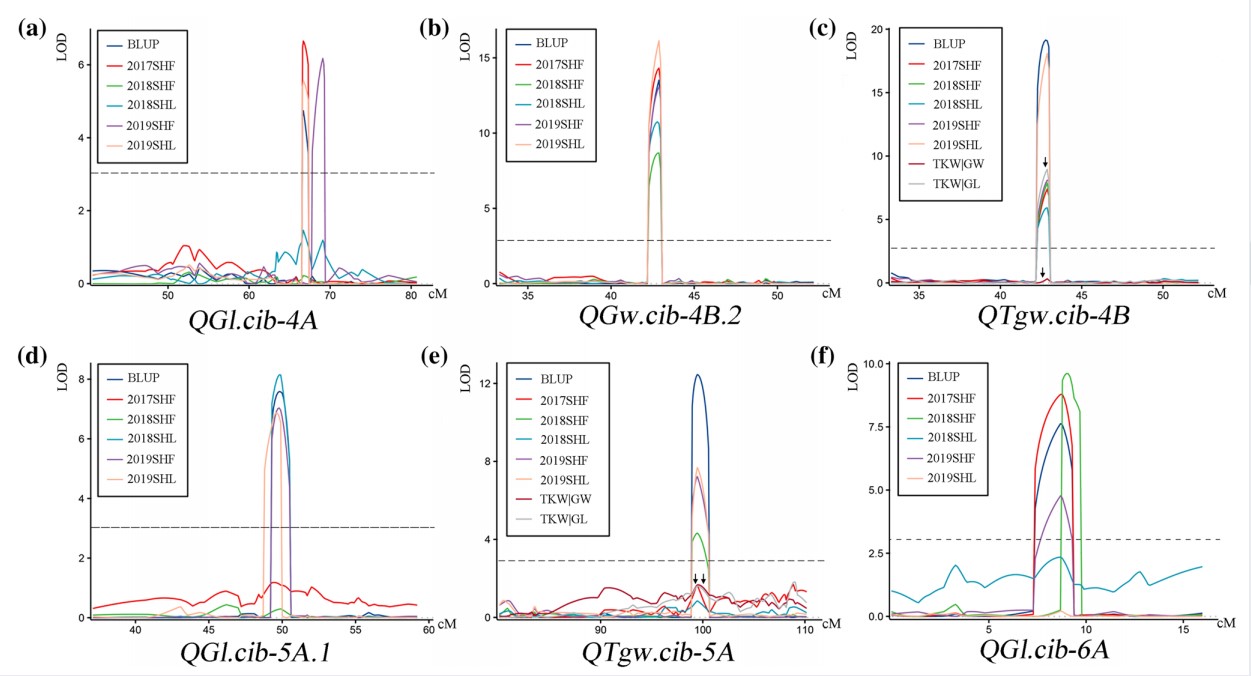 (a)
LOD
6
4
2
0
BLUP
2017SHF
2018SHF
2018SHL
2019SHF
2019SHL
50 60 70 80 cM
QGl.cib-4A
(b)
LOD
15
10
5
0
BLUP
2017SHF
2018SHF
2018SHL
2019SHF
2019SHL
35 40 45 50 cM
QGw.cib-4B.2
(c)
LOD
20
15
10
5
0
BLUP
2017SHF
2018SHF
2018SHL
2019SHF
2019SHL
TKW|GW
TKW|GL
35 40 45 50 cM
QTgw.cib-4B
(d)
LOD
8
6
4
2
0
BLUP
2017SHF
2018SHF
2018SHL
2019SHF
2019SHL
40 45 50 55 60 cM
QGl.cib-5A.1
(e)
LOD
12
8
4
0
BLUP
2017SHF
2018SHF
2018SHL
2019SHF
2019SHL
TKW|GW
TKW|GL
90 100 110 cM
QTgw.cib-5A
(f)
LOD
10.0
7.5
5.0
2.5
0.0
BLUP
2017SHF
2018SHF
2018SHL
2019SHF
2019SHL
5 10 15 cM
QGl.cib-6A